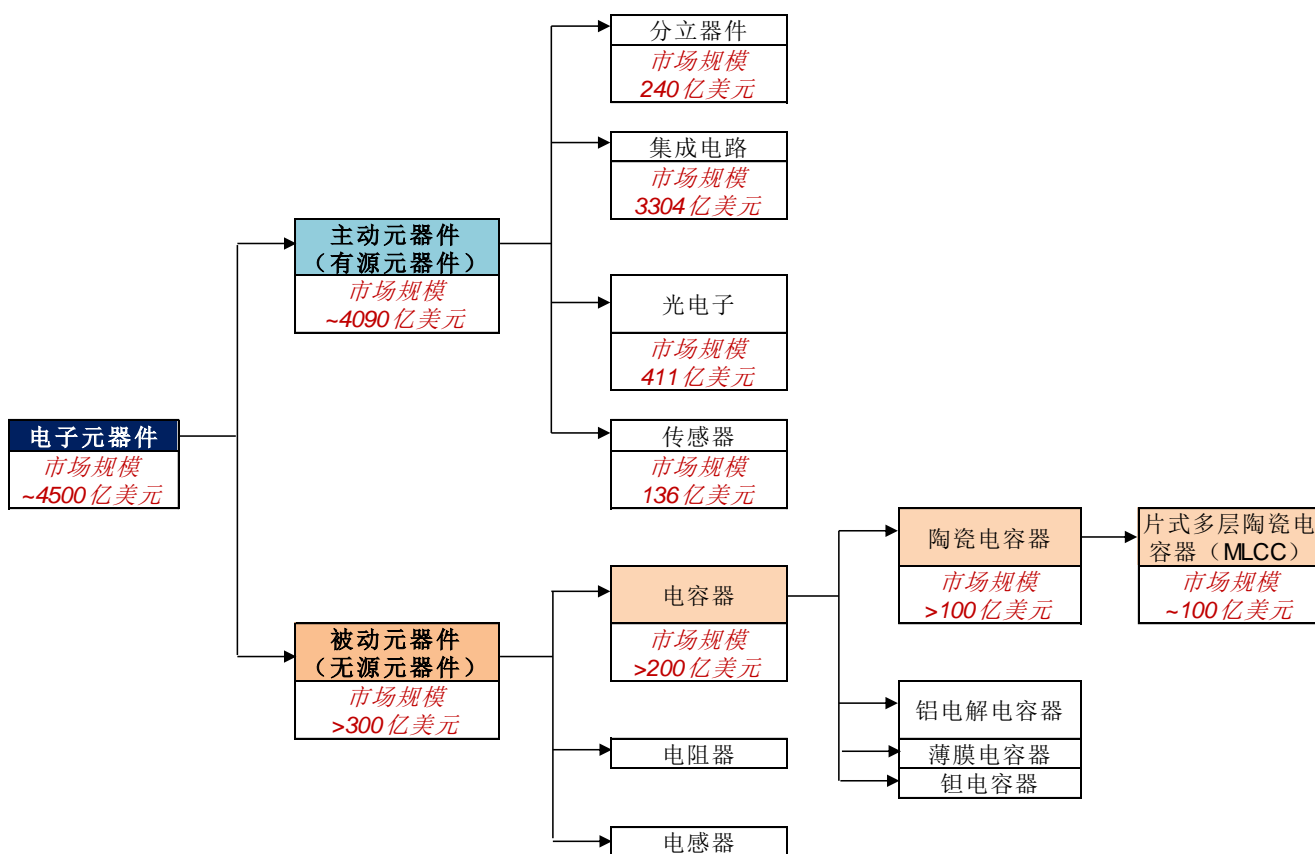 分立器件
市场规模
240亿美元
集成电路
市场规模
3304亿美元
主动元器件
（有源元器件）
市场规模
~4090亿美元
光电子
市场规模
411亿美元
电子元器件
市场规模
~4500亿美元
传感器
市场规模
136亿美元
陶瓷电容器
市场规模
>100亿美元
片式多层陶瓷电
容器（MLCC）
市场规模
~100亿美元
电容器
市场规模
>200亿美元
被动元器件
（无源元器件）
市场规模
>300亿美元
铝电解电容器
薄膜电容器
钽电容器
电阻器
电感器